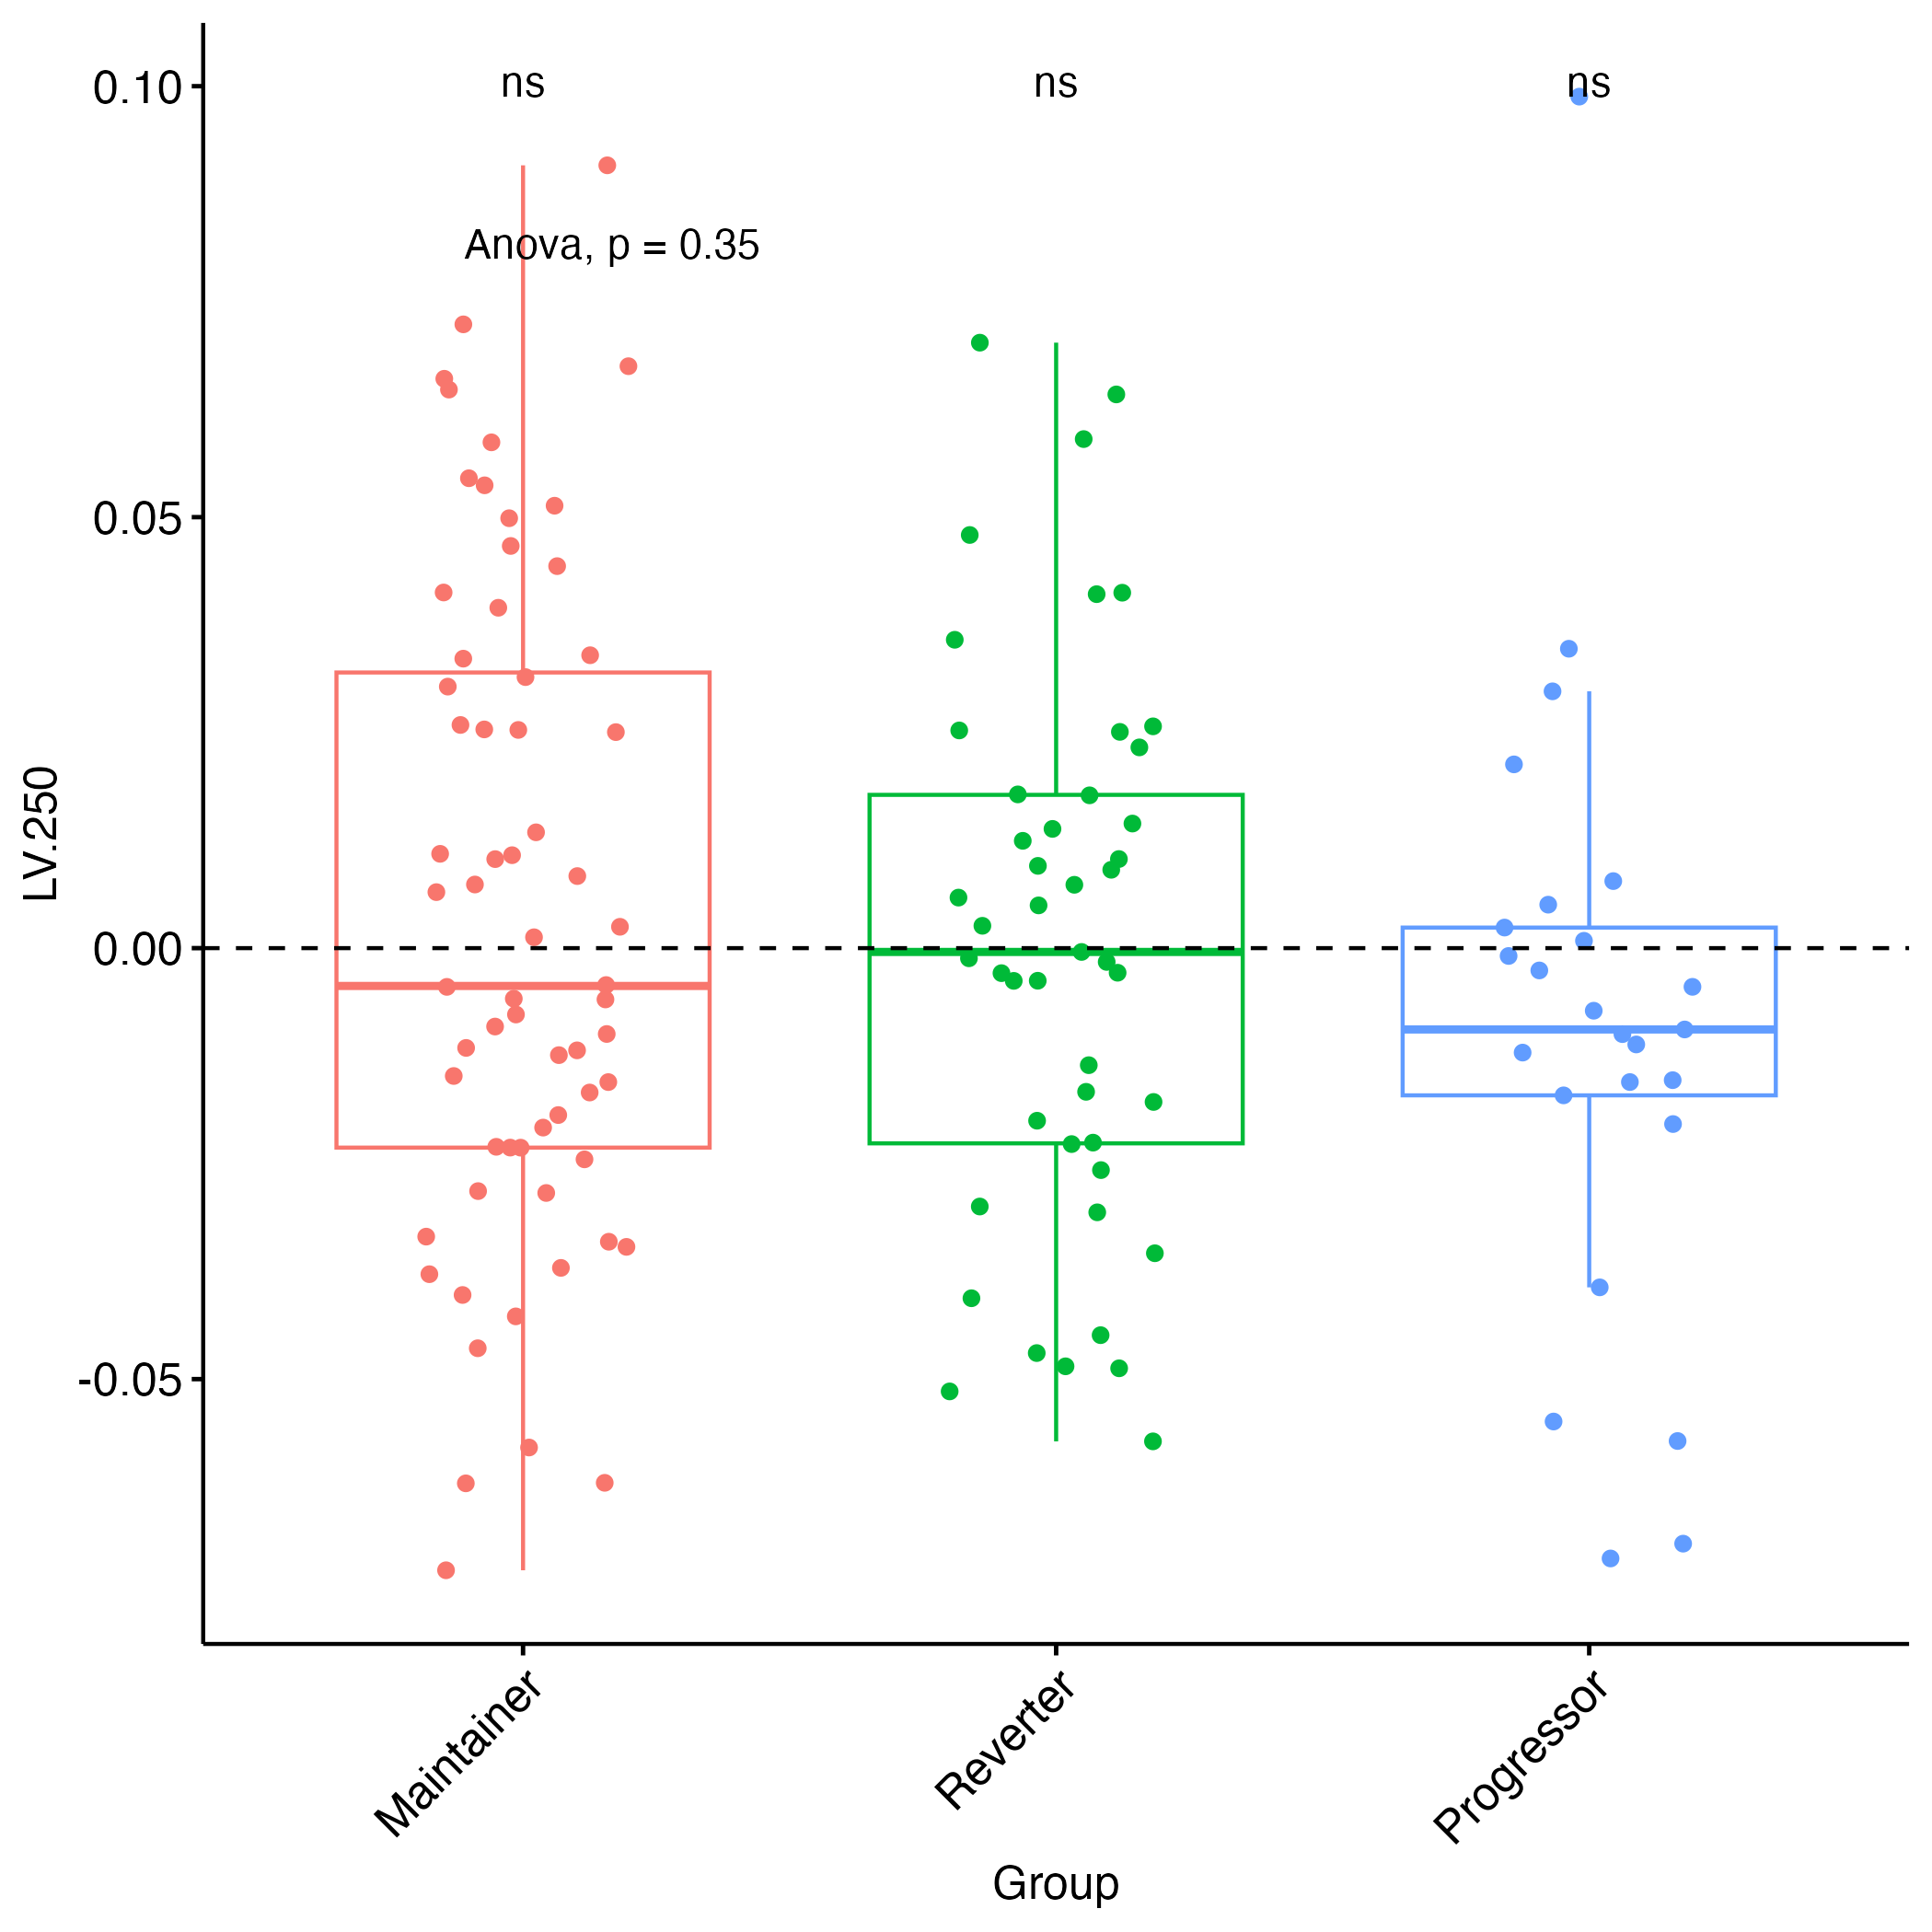 ns ns ns
Anova, p = 0.35
0.10
0.05
0.00
-0.05
LV.250
Maintainer Reverter Progressor
Group